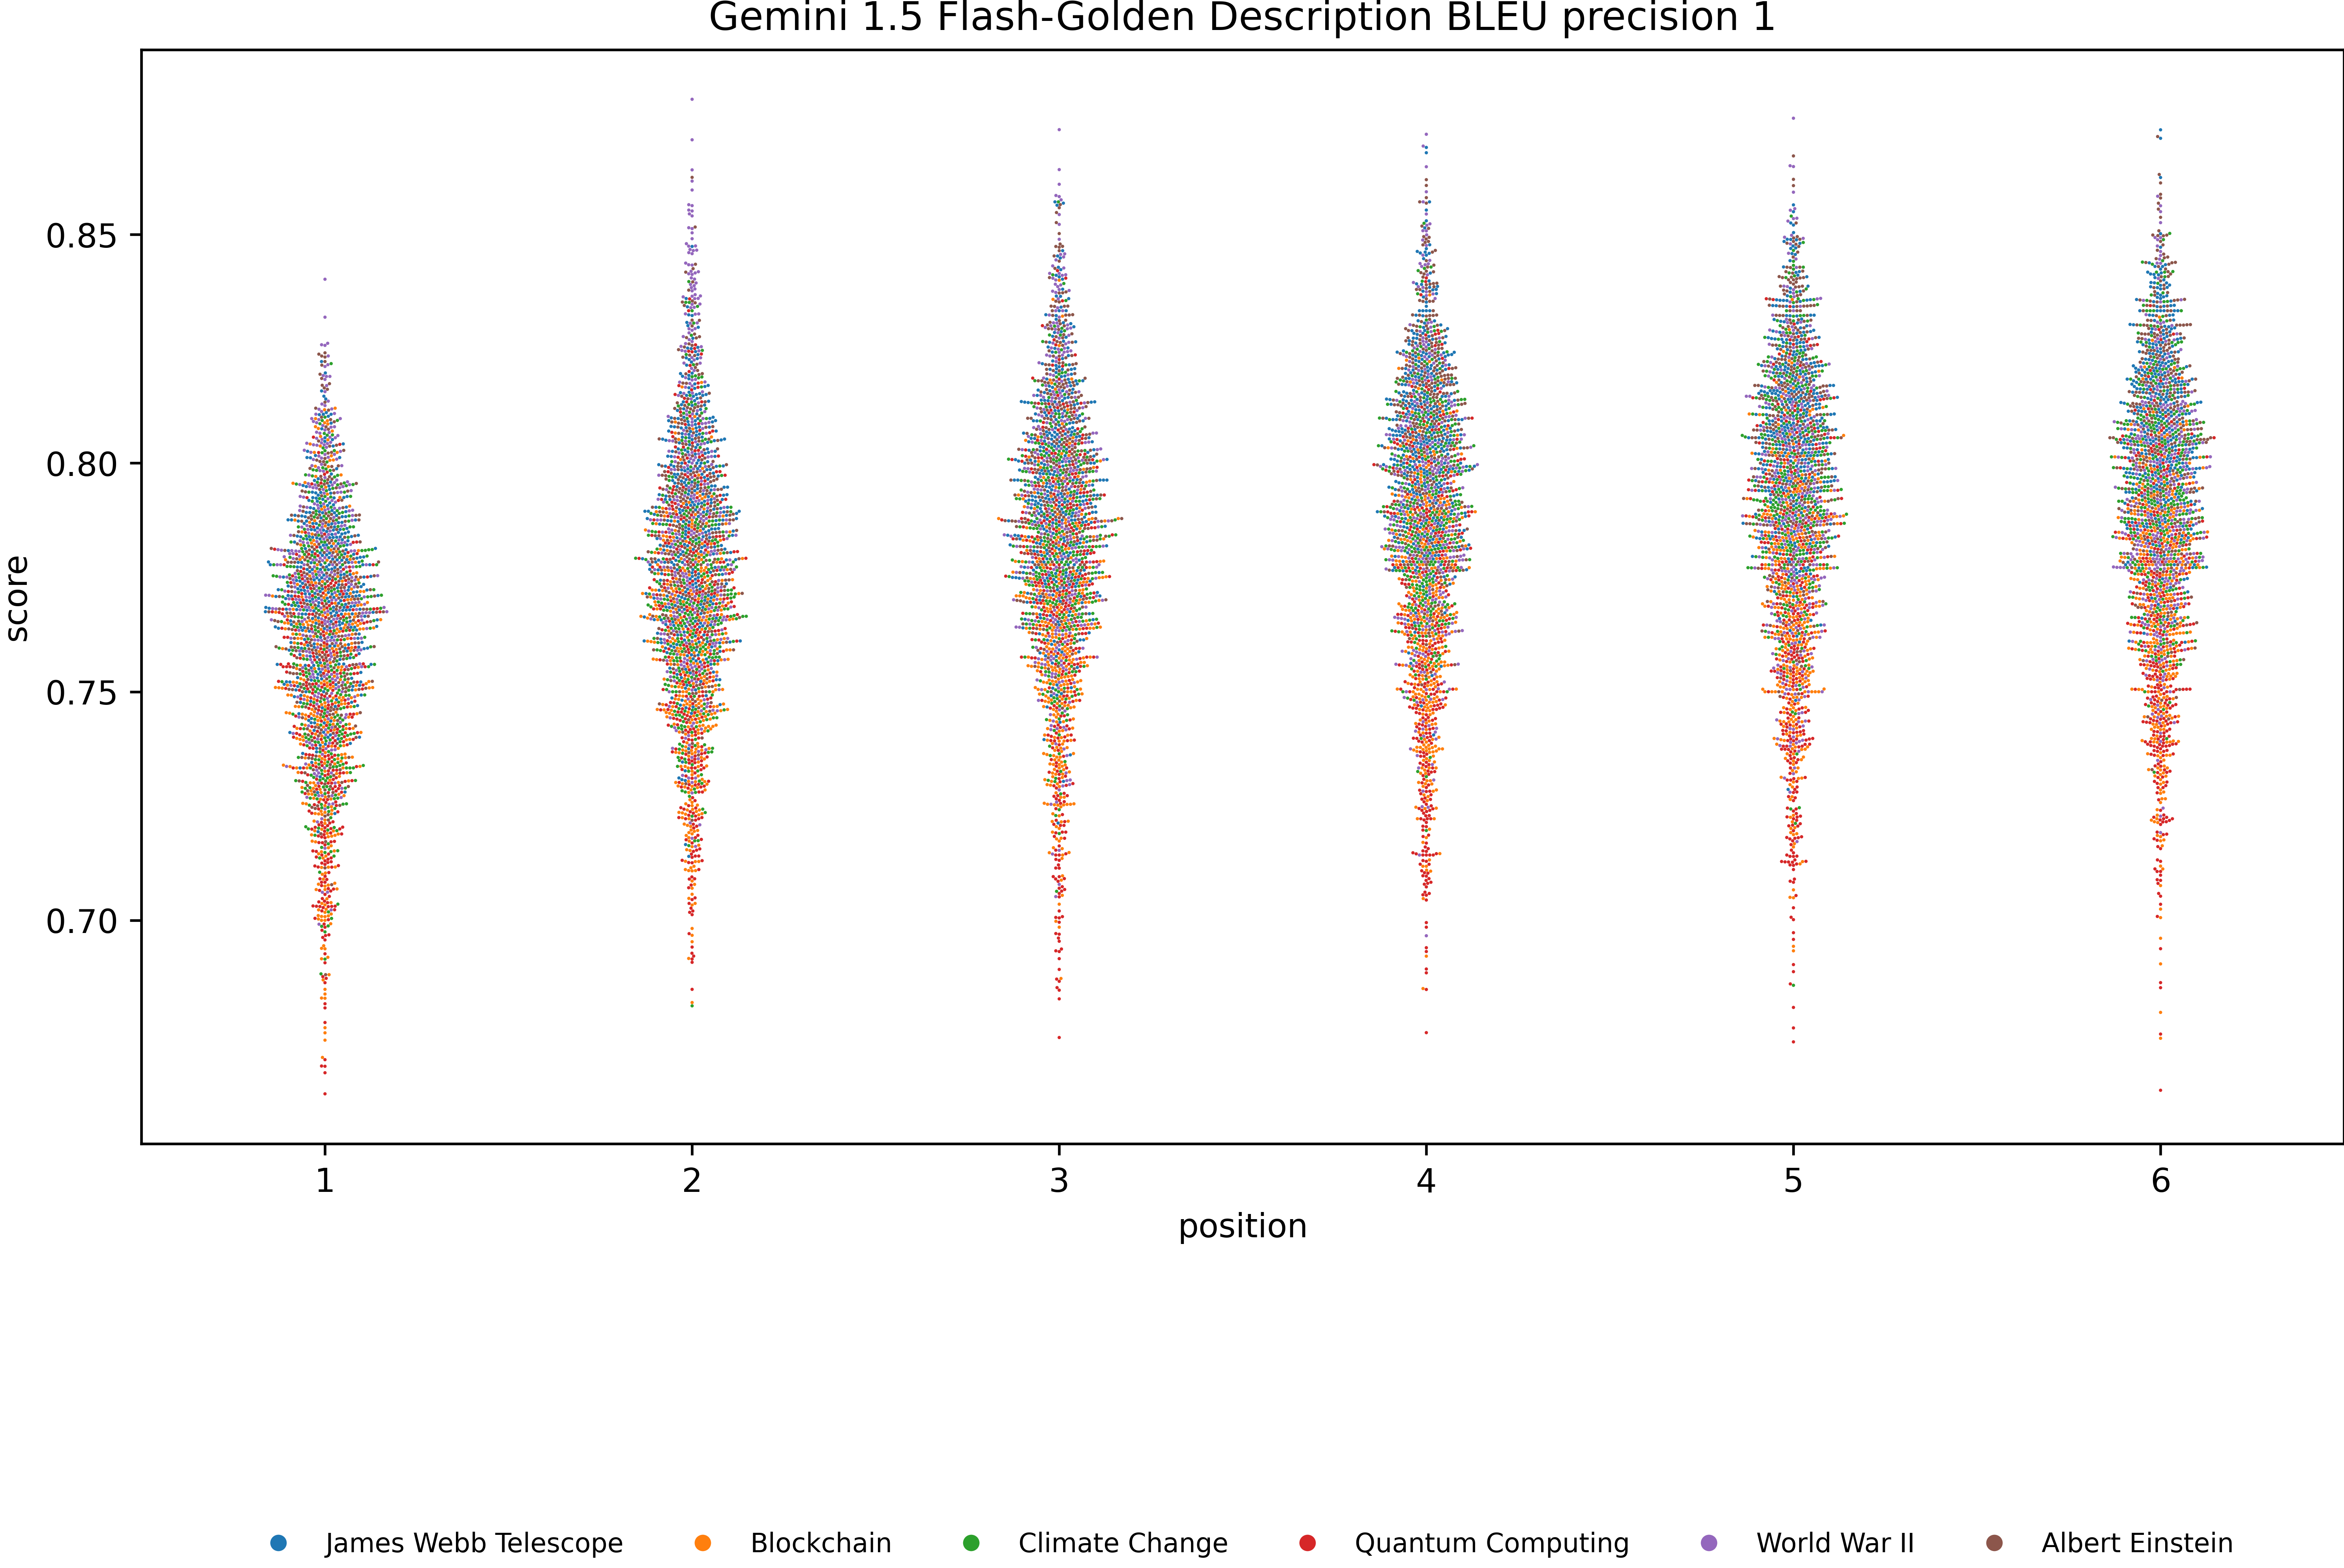 Gemini 1.5 Flash-Golden Description BLEU precision 1
0.85
0.80
0.75
0.70
score
1 2 3 4 5 6
position
James Webb Telescope Blockchain Climate Change Quantum Computing World War II Albert Einstein